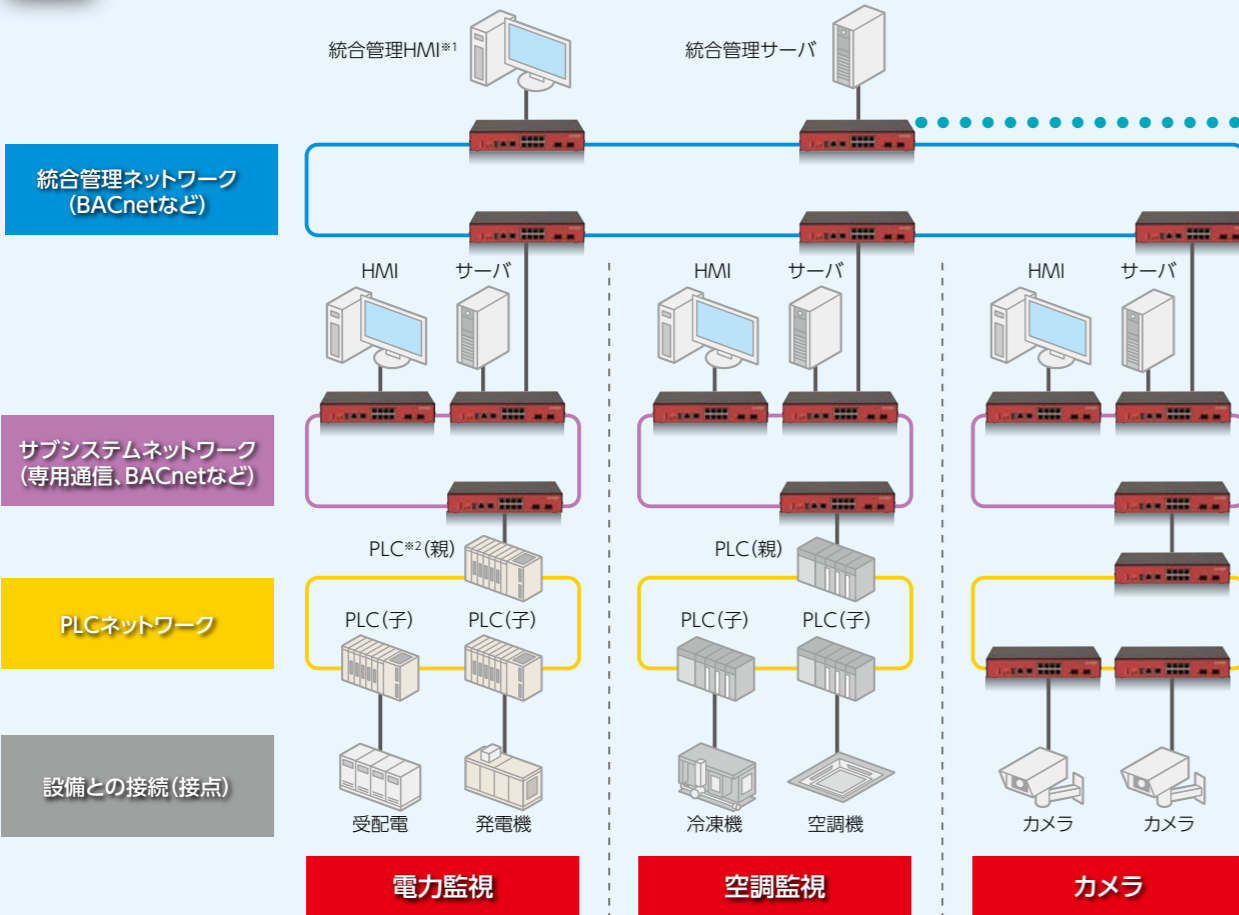 統合管理HMI※1
統合管理サーバ
統合管理ネットワーク
(BACnetなど)
HMI
サーバ
HMI
サーバ
HMI
サーバ
サブシステムネットワーク
(専用通信、BACnetなど)
PLC※2(親)
PLC(親)
PLCネットワーク
PLC(子)
PLC(子)
PLC(子)
PLC(子)
設備との接続(接点)
受配電
発電機
冷凍機
空調機
カメラ
カメラ
電力監視
空調監視
カメラ